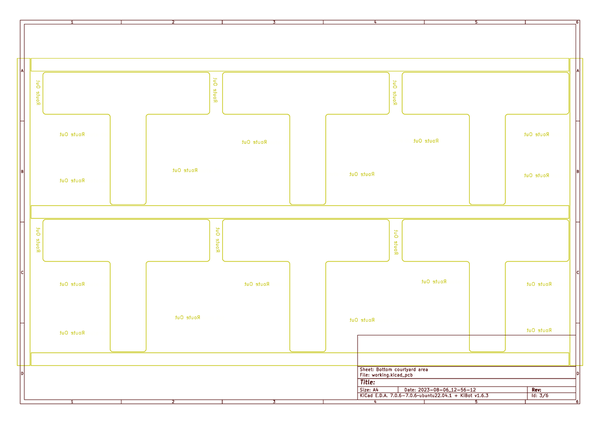 1 2 3 4 5 6
A A
Route Out
Route Out
Route Out
Route Out
Route Out
Route Out
Route Out
Route Out
B B
Route Out
Route Out
Route Out
Route Out
Route Out
Route Out
C C
Route Out
Route Out
Route Out
Route Out
Route Out
Route Out
Route Out
Route Out
Sheet: Bottom courtyard area
File: working.kicad_pcb
Title:
Size: A4 Date: 2023-08-06_12-56-12 Rev:
KiCad E.D.A. 7.0.6-7.0.6~ubuntu22.04.1 + KiBot v1.6.3 Id: 3/6
D D
1 2 3 4 5 6